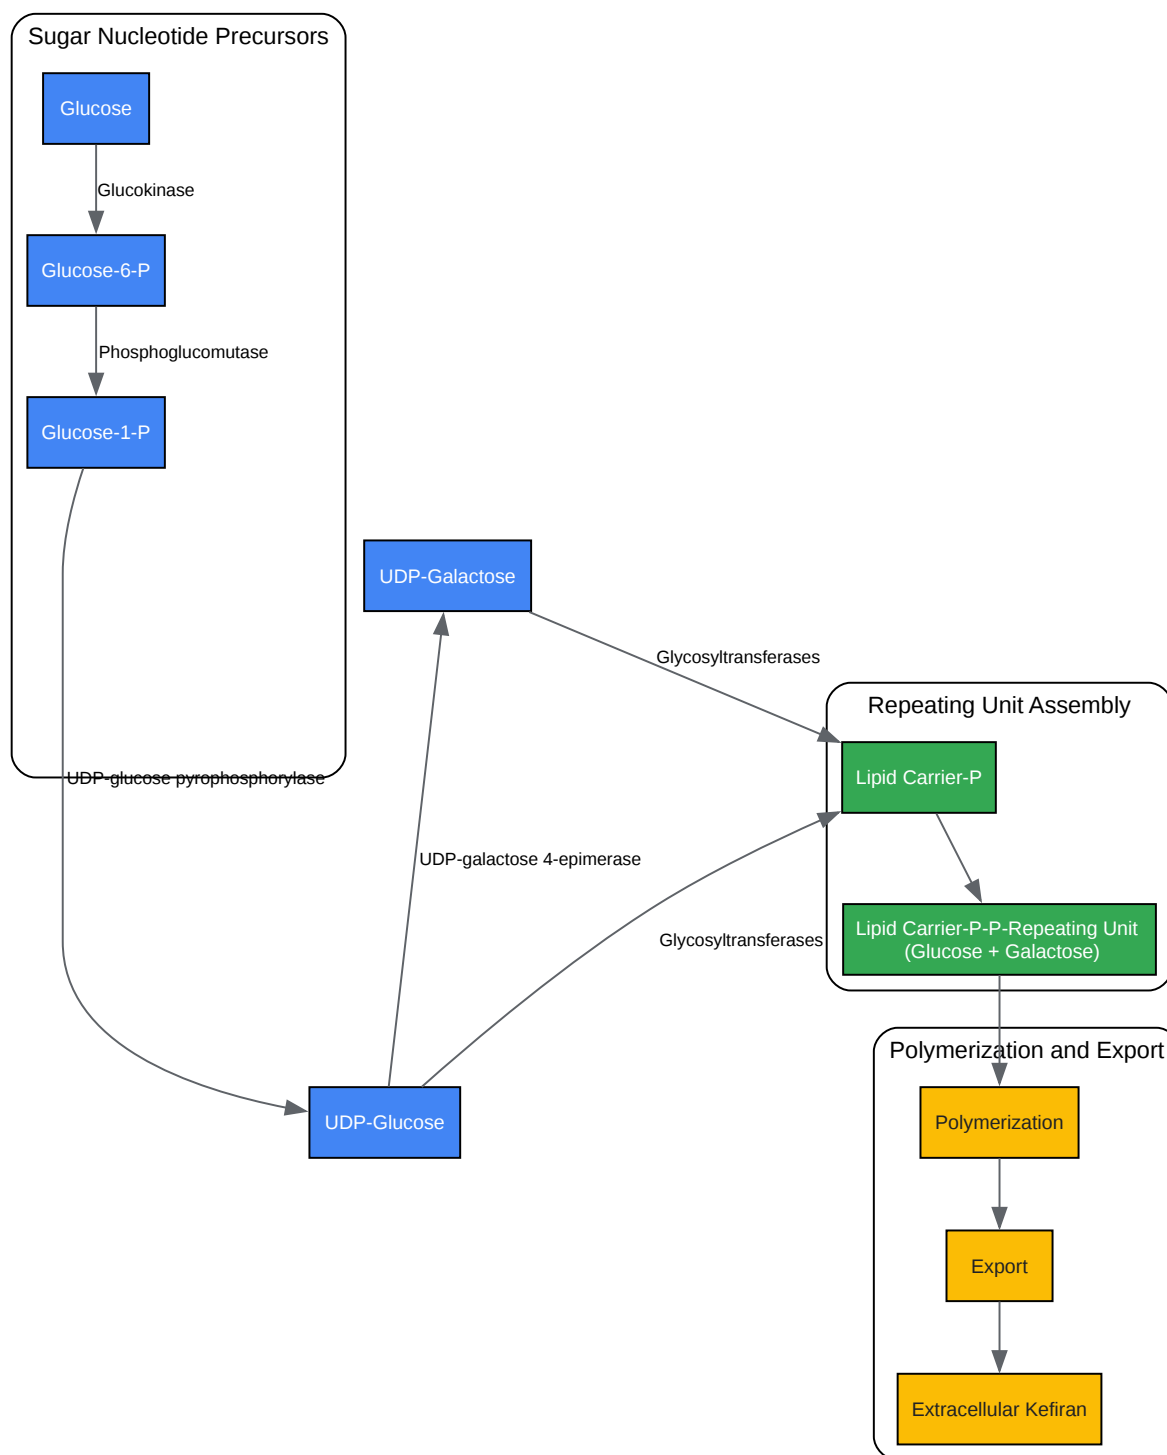 Sugar Nucleotide Precursors
Glucose
Glucokinase
Glucose-6-P
Phosphoglucomutase
Glucose-1-P
UDP-Galactose
Glycosyltransferases
Repeating Unit Assembly
Lipid Carrier-P
UDP-glucose pyrophosphorylase
UDP-galactose 4-epimerase
Glycosyltransferases
Lipid Carrier-P-P-Repeating Unit
(Glucose + Galactose)
Polymerization and Export
UDP-Glucose
Polymerization
Export
Extracellular Kefiran